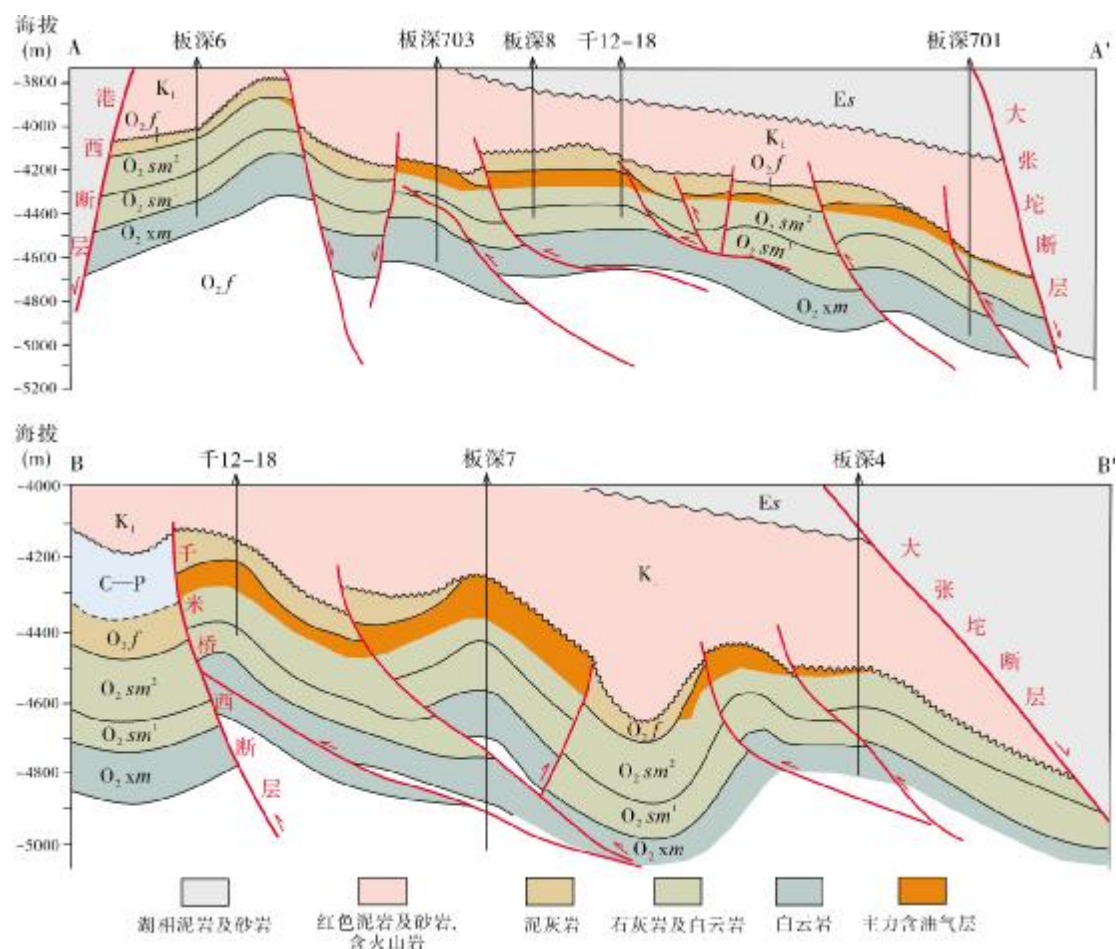 海拔
(m)
A
板深6
板深703
板深8
千12-18
板深701
A'
-3800
-4000
-4200
-4400
-4600
-4800
-5000
-5200
港西断层
K₁
O₂f
O₂sm²
O₂sm
O₂xm
O₂f
Es
K₁
O₂f
O₂sm²
O₂sm¹
O₂xm
大张坨断层
海拔
(m)
B
千12-18
板深7
板深4
B'
-4000
-4200
-4400
-4600
-4800
-5000
K₁
C—P
O₂f
O₂sm²
O₂sm¹
O₂xm
千米桥西断层
Es
K
O₂f
O₂sm²
O₂sm¹
O₂xm
大张坨断层
湖相泥岩及砂岩
红色泥岩及砂岩,
含火山岩
泥灰岩
石灰岩及白云岩
白云岩
主力含油气层